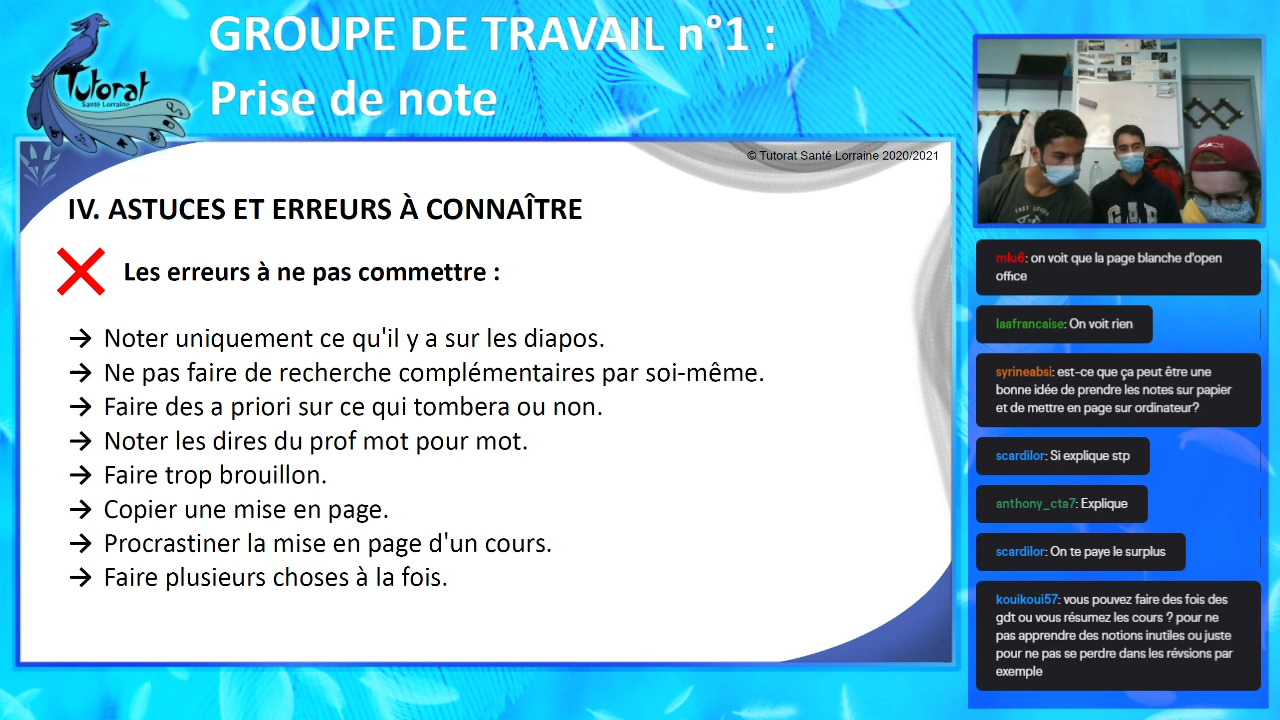 GROUPE DE TRAVAIL n°1 :
Prise de note
Tutorat
Santé Lorraine
© Tutorat Santé Lorraine 2020/2021
IV. ASTUCES ET ERREURS À CONNAÎTRE
Les erreurs à ne pas commettre :
→ Noter uniquement ce qu'il y a sur les diapos.
→ Ne pas faire de recherche complémentaires par soi-même.
→ Faire des a priori sur ce qui tombera ou non.
→ Noter les dires du prof mot pour mot.
→ Faire trop brouillon.
→ Copier une mise en page.
→ Procrastiner la mise en page d'un cours.
→ Faire plusieurs choses à la fois.
GAP
mlu6: on voit que la page blanche d'open
office
laafrancaise: On voit rien
syrineabsi: est-ce que ça peut être une
bonne idée de prendre les notes sur papier
et de mettre en page sur ordinateur?
scardilor: Si explique stp
anthony_cta7: Explique
scardilor: On te paye le surplus
kouikoui57: vous pouvez faire des fois des
gdt ou vous résumez les cours ? pour ne
pas apprendre des notions inutiles ou juste
pour ne pas se perdre dans les révsions par
exemple